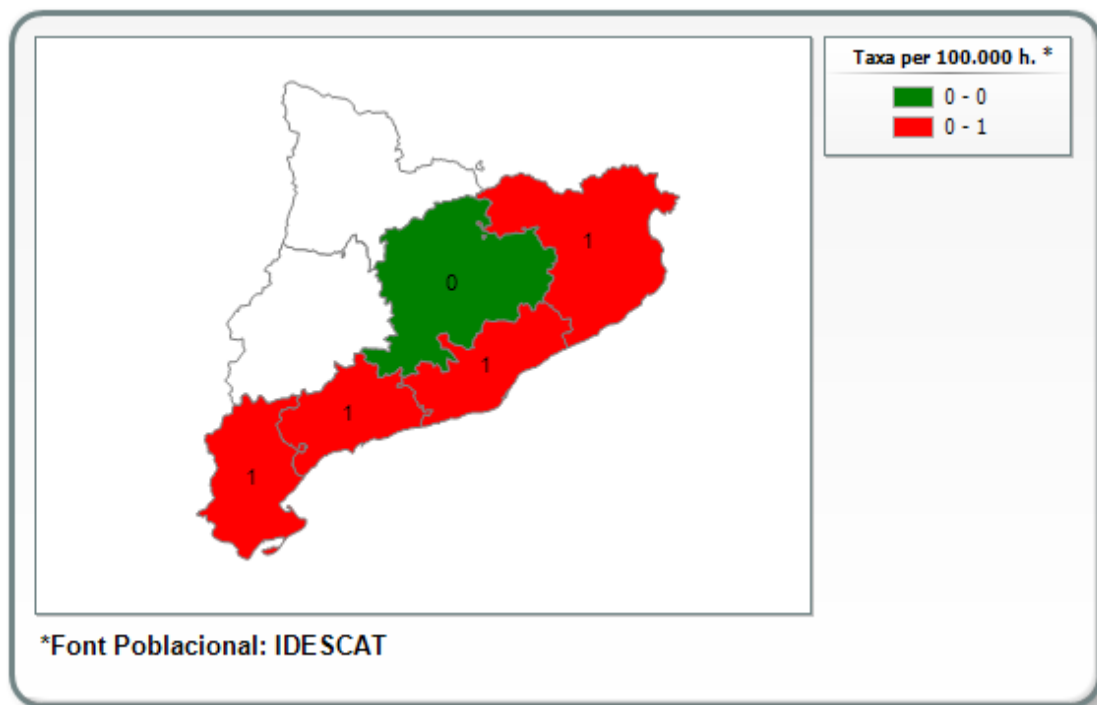 Taxa per 100.000 h. *
0 - 0
0 - 1
1
0
1
1
1
*Font Poblacional: IDESCAT